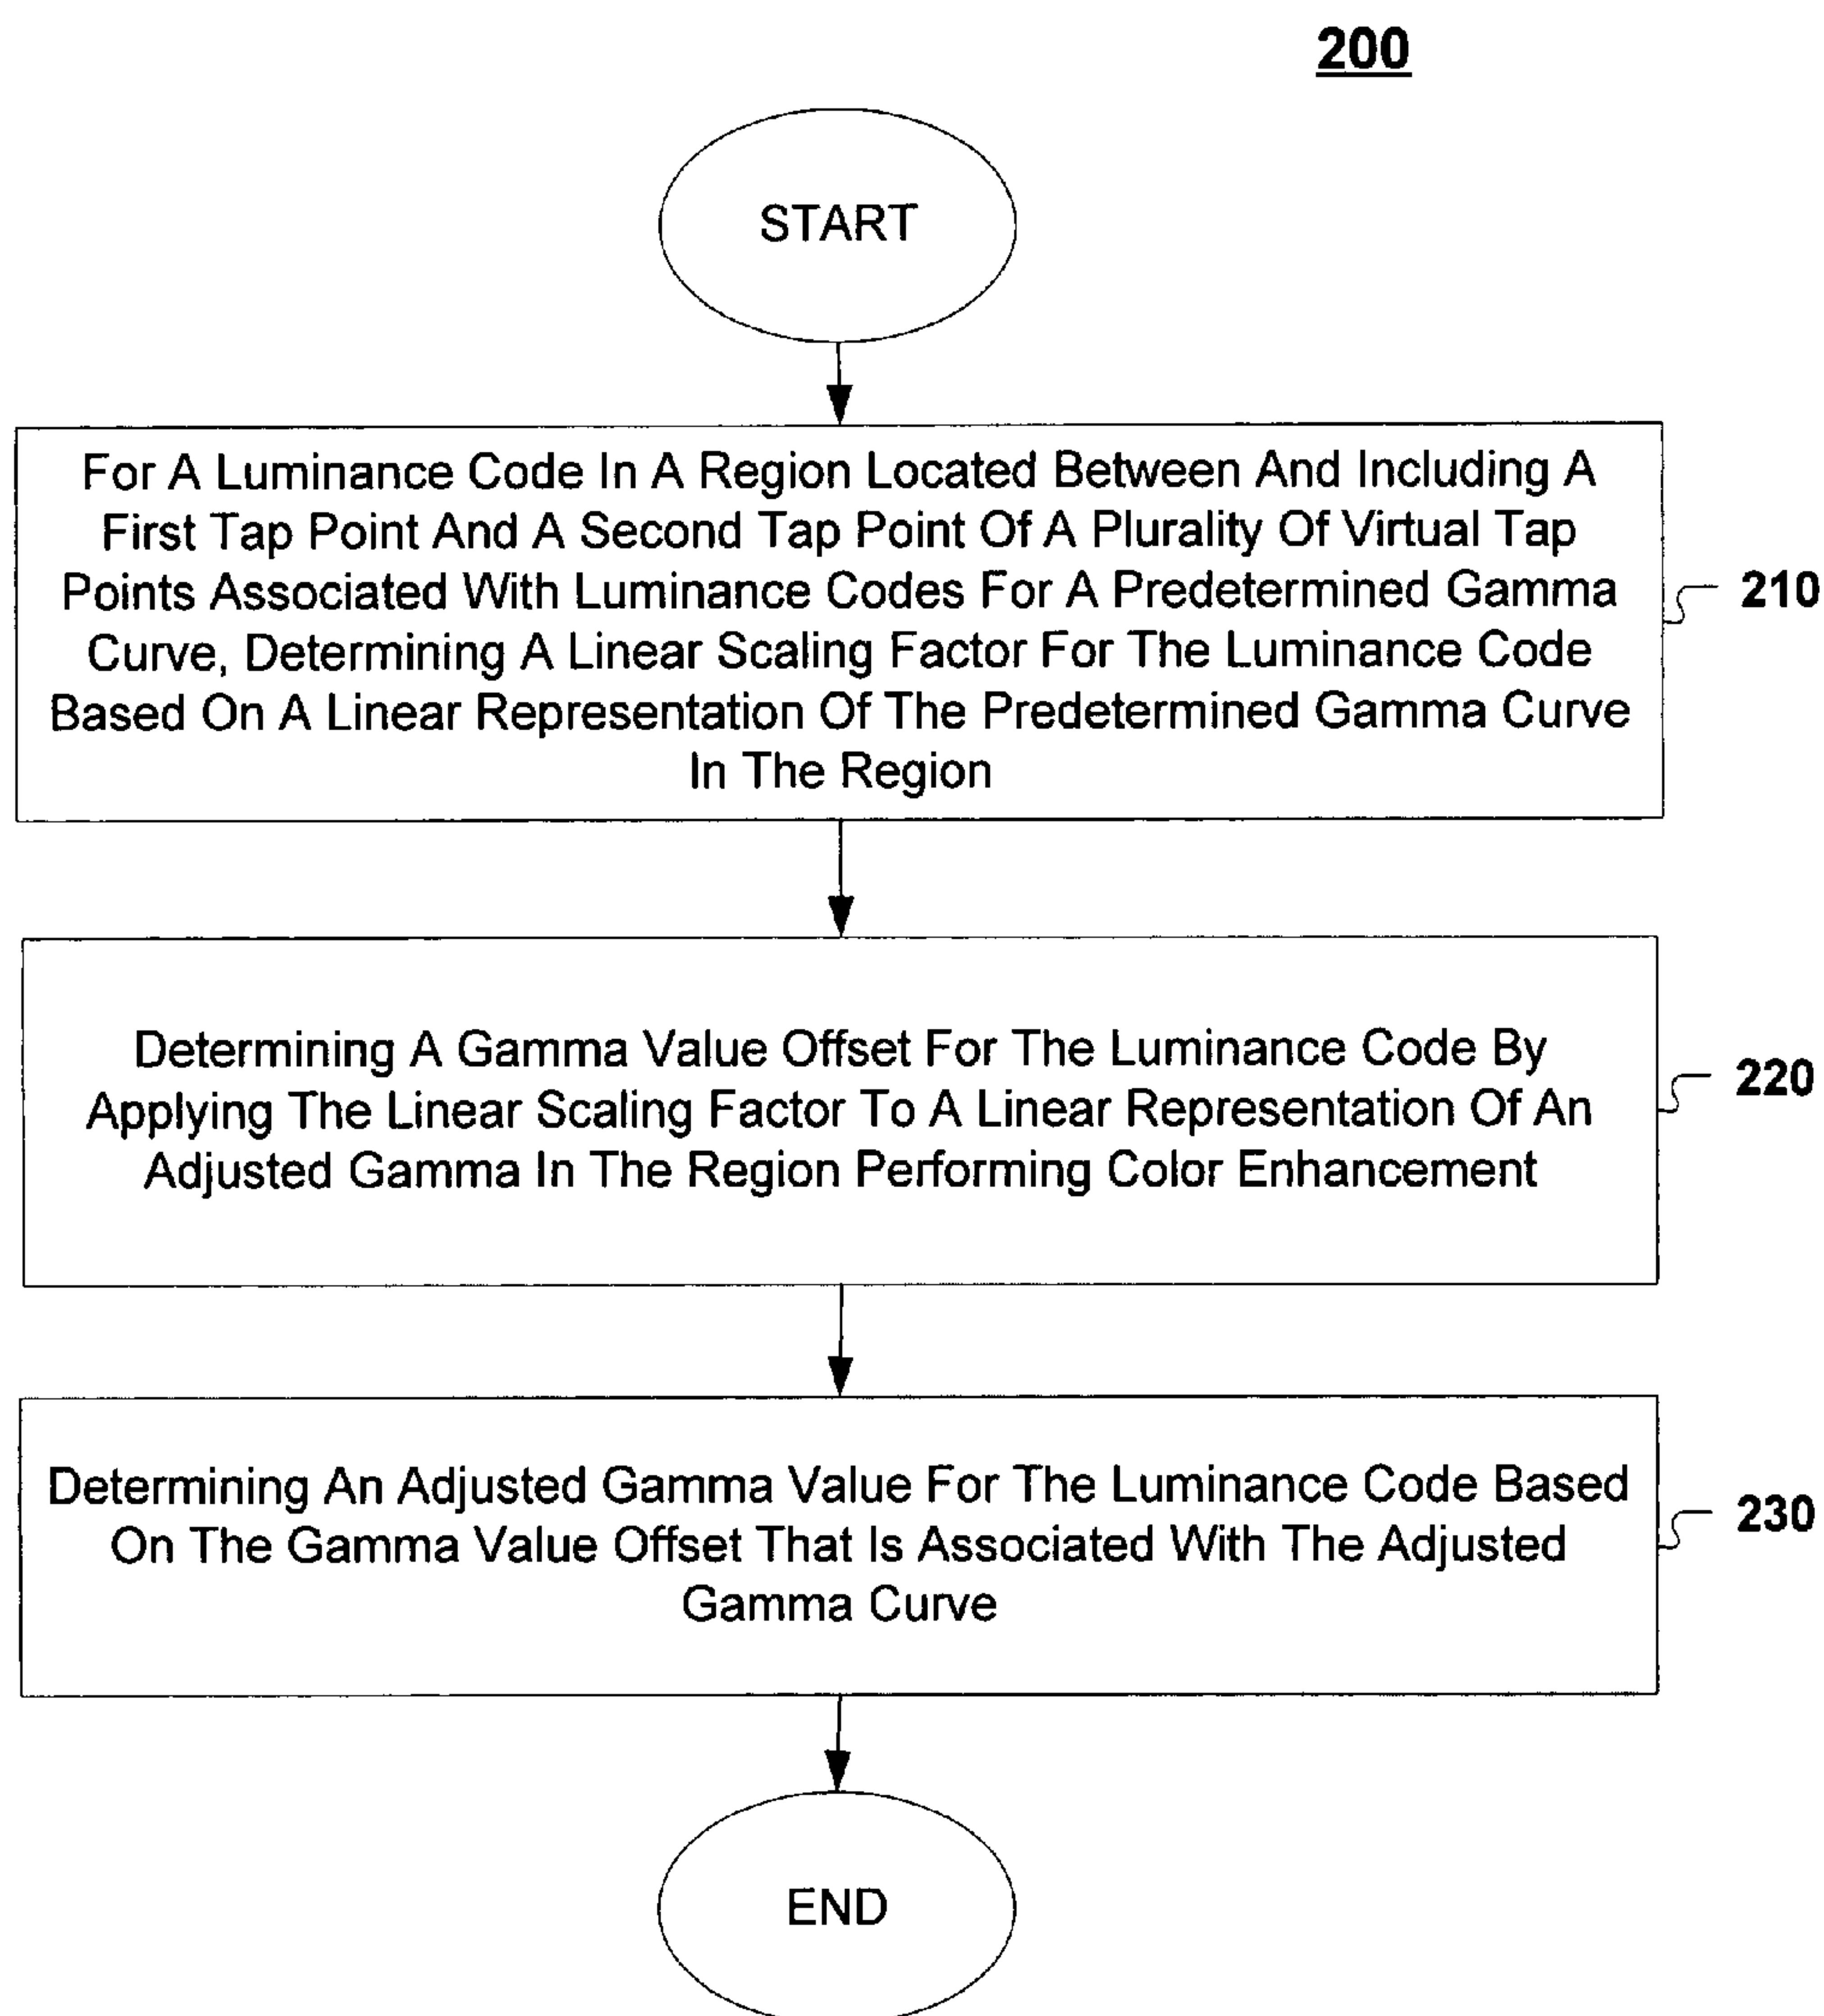 200
START
For A Luminance Code In A Region Located Between And Including A
First Tap Point And A Second Tap Point Of A Plurality Of Virtual Tap
Points Associated With Luminance Codes For A Predetermined Gamma
Curve, Determining A Linear Scaling Factor For The Luminance Code
Based On A Linear Representation Of The Predetermined Gamma Curve
In The Region
210
Determining A Gamma Value Offset For The Luminance Code By
Applying The Linear Scaling Factor To A Linear Representation Of An
Adjusted Gamma In The Region Performing Color Enhancement
220
Determining An Adjusted Gamma Value For The Luminance Code Based
On The Gamma Value Offset That Is Associated With The Adjusted
Gamma Curve
230
END